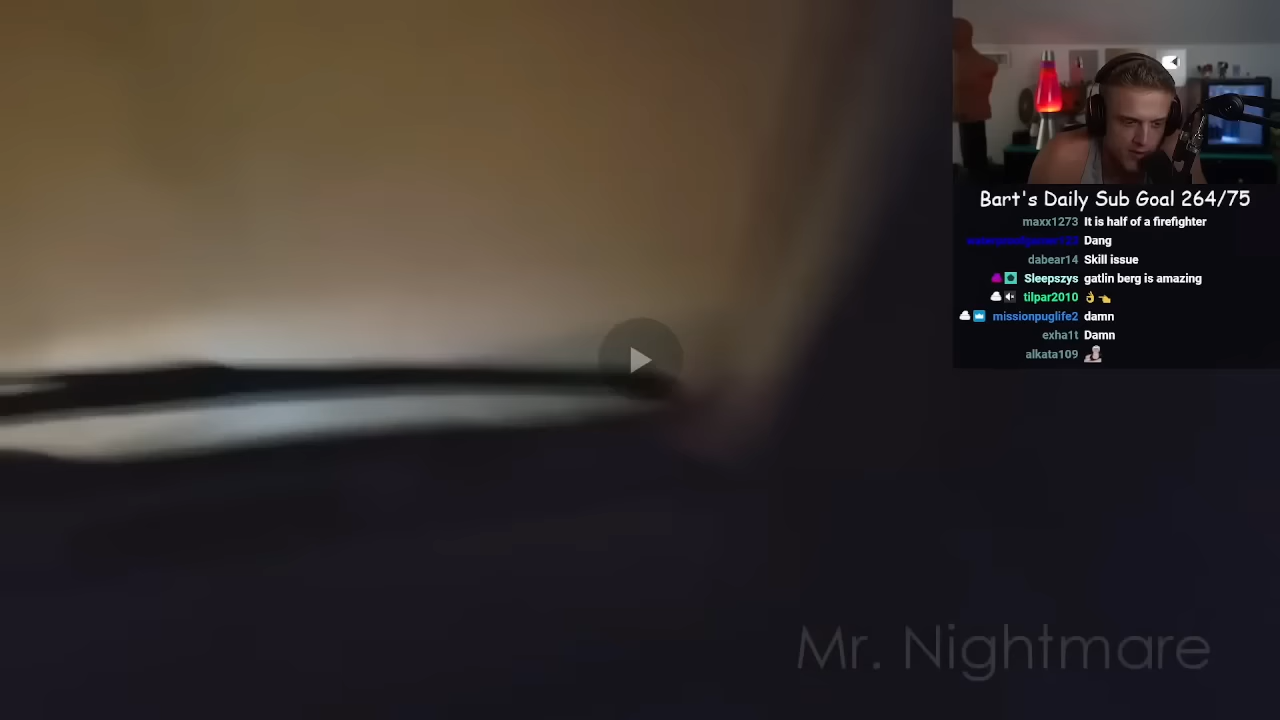 Bart's Daily Sub Goal 264/75
maxx1273 It is half of a firefighter
Dang
dabear14 Skill issue
Sleepszys gatlin berg is amazing
tilpar2010 👌👈
missionpuglife2 damn
exha1t Damn
alkata109
Mr. Nightmare